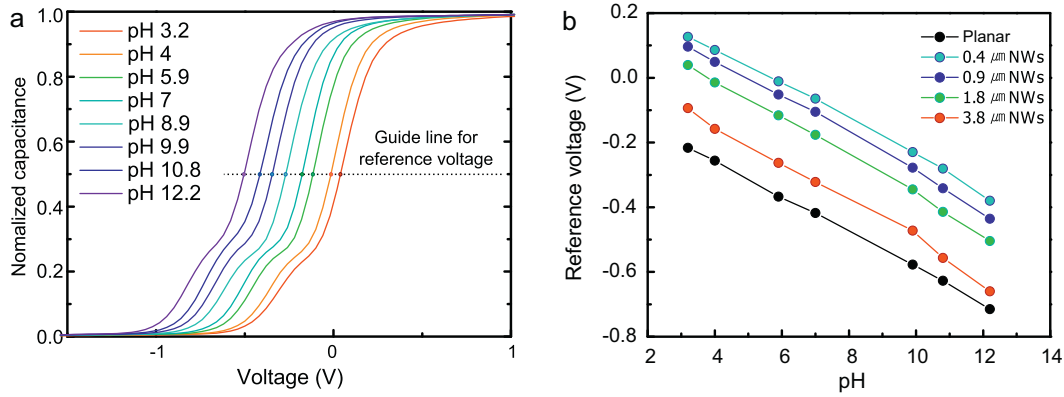 a
1.0
0.8
0.6
0.4
0.2
0.0
Nomalized capacitance
pH 3.2
pH 4
pH 5.9
pH 7
pH 8.9
pH 9.9
pH 10.8
pH 12.2
Guide line for
reference voltage
-1
0
1
Voltage (V)
b
0.2
0.0
-0.2
-0.4
-0.6
-0.8
Reference voltage (V)
Planar
0.4 ㎛ NWs
0.9 ㎛ NWs
1.8 ㎛ NWs
3.8 ㎛ NWs
2
4
6
8
10
12
14
pH